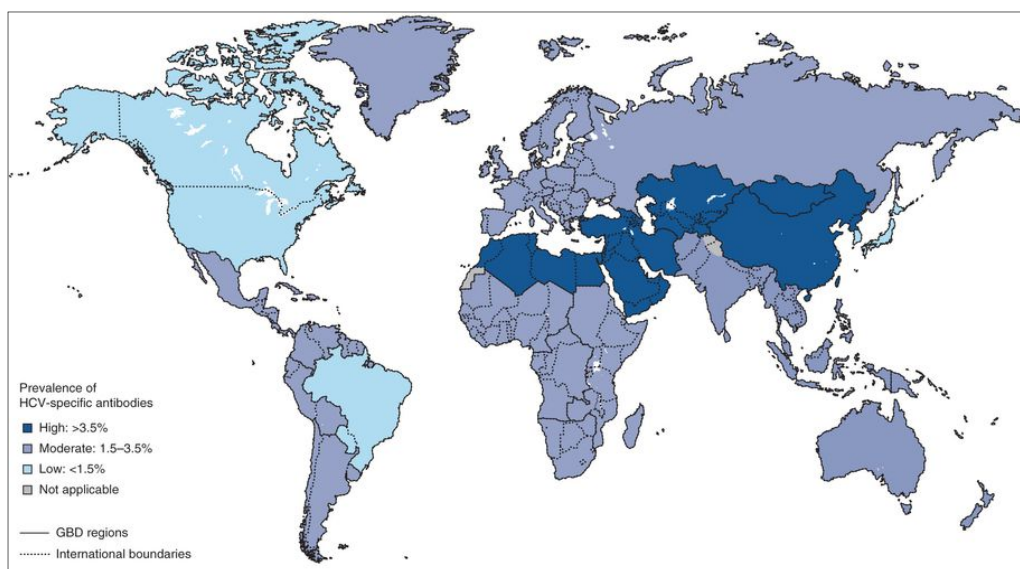 Prevalence of
HCV-specific antibodies
High: >3.5%
Moderate: 1.5–3.5%
Low: <1.5%
Not applicable
GBD regions
International boundaries